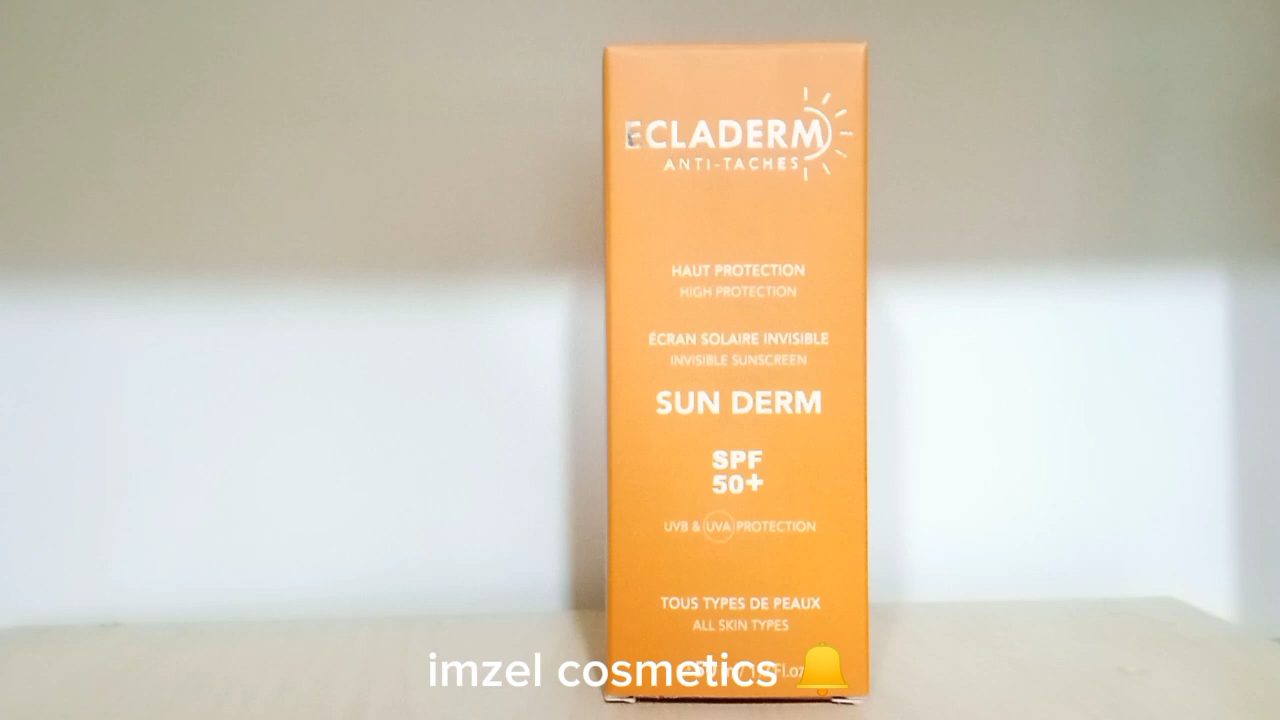 ECLADERM
ANTI-TACHES
HAUT PROTECTION
HIGH PROTECTION
ÉCRAN SOLAIRE INVISIBLE
INVISIBLE SUNSCREEN
SUN DERM
SPF
50+
UVB & UVA PROTECTION
TOUS TYPES DE PEAUX
ALL SKIN TYPES
imzel cosmetics 🔔